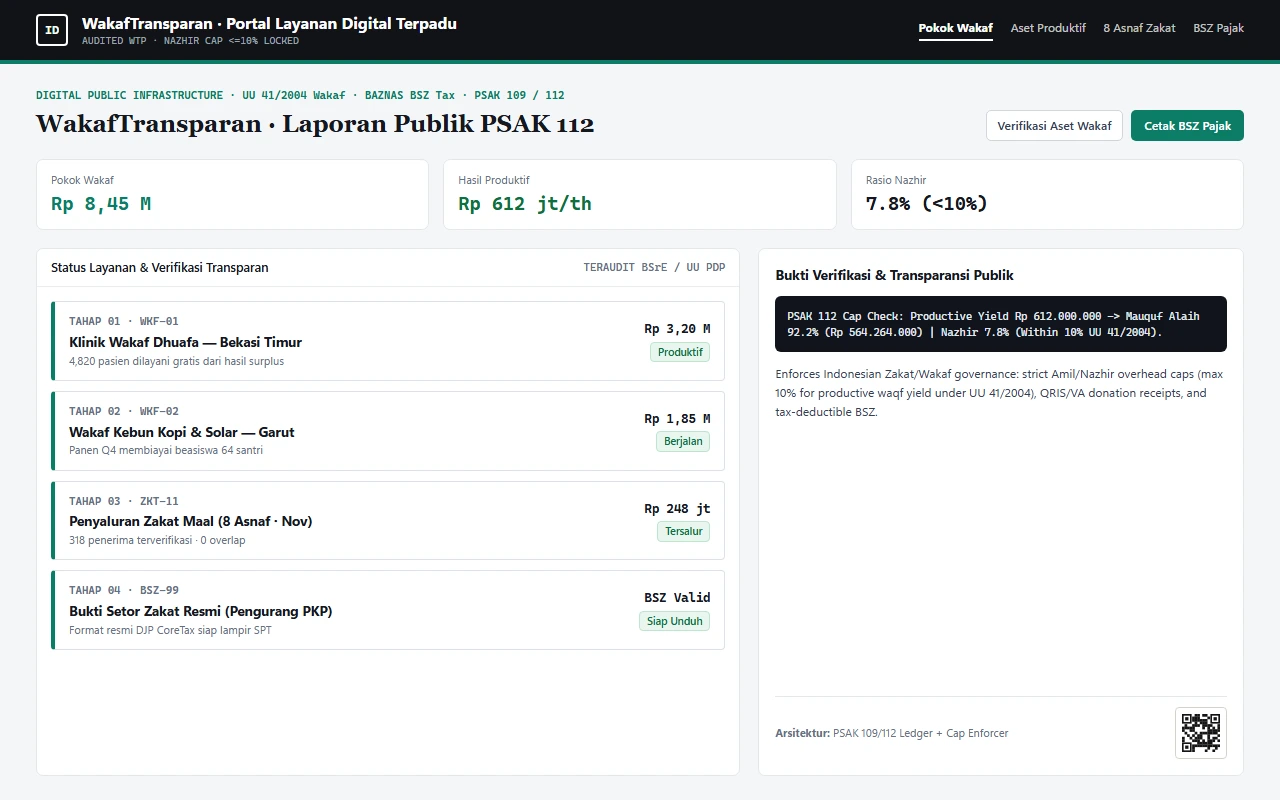 ID
WakafTransparan · Portal Layanan Digital Terpadu
AUDITED WTP · NAZHIR CAP <=10% LOCKED
Pokok Wakaf
Aset Produktif
8 Asnaf Zakat
BSZ Pajak
DIGITAL PUBLIC INFRASTRUCTURE · UU 41/2004 Wakaf · BAZNAS BSZ Tax · PSAK 109 / 112
WakafTransparan · Laporan Publik PSAK 112
Verifikasi Aset Wakaf
Cetak BSZ Pajak
Pokok Wakaf
Rp 8,45 M
Hasil Produktif
Rp 612 jt/th
Rasio Nazhir
7.8% (<10%)
Status Layanan & Verifikasi Transparan
TERAUDIT BSrE / UU PDP
TAHAP 01 · WKF-01
Klinik Wakaf Dhuafa — Bekasi Timur
4,820 pasien dilayani gratis dari hasil surplus
Rp 3,20 M
Produktif
TAHAP 02 · WKF-02
Wakaf Kebun Kopi & Solar — Garut
Panen Q4 membiayai beasiswa 64 santri
Rp 1,85 M
Berjalan
TAHAP 03 · ZKT-11
Penyaluran Zakat Maal (8 Asnaf · Nov)
318 penerima terverifikasi · 0 overlap
Rp 248 jt
Tersalur
TAHAP 04 · BSZ-99
Bukti Setor Zakat Resmi (Pengurang PKP)
Format resmi DJP CoreTax siap lampir SPT
BSZ Valid
Siap Unduh
Bukti Verifikasi & Transparansi Publik
PSAK 112 Cap Check: Productive Yield Rp 612.000.000 -> Mauquf Alaih
92.2% (Rp 564.264.000) | Nazhir 7.8% (Within 10% UU 41/2004).
Enforces Indonesian Zakat/Wakaf governance: strict Amil/Nazhir overhead caps (max
10% for productive waqf yield under UU 41/2004), QRIS/VA donation receipts, and
tax-deductible BSZ.
Arsitektur: PSAK 109/112 Ledger + Cap Enforcer